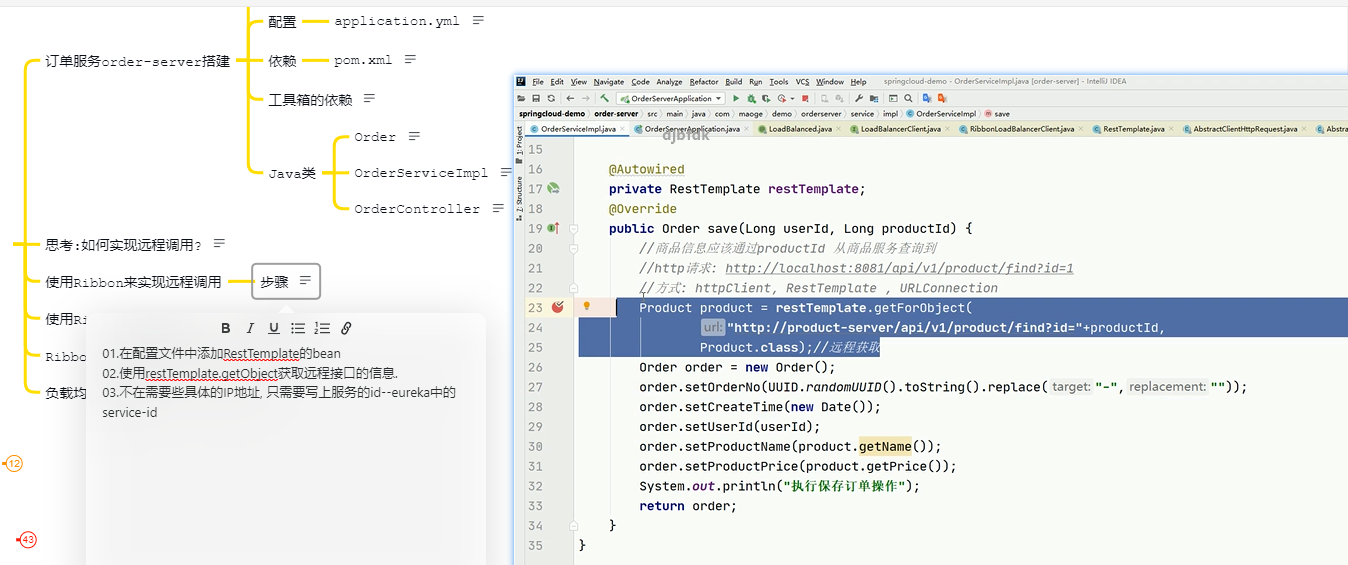 配置
application.yml
订单服务order-server搭建
依赖
pom.xml
工具箱的依赖
Order
Java类
OrderServiceImpl
OrderController
思考:如何实现远程调用?
使用Ribbon来实现远程调用
步骤
使用Ri
Ribbo
负载均
B I U
01.在配置文件中添加RestTemplate的bean
02.使用restTemplate.getObject获取远程接口的信息.
03.不在需要些具体的IP地址, 只需要写上服务的id--eureka中的
service-id
12
43
File Edit View Navigate Code Analyze Refactor Build Run Tools VCS Window Help springcloud-demo - OrderServiceImpl.java [order-server] - IntelliJ IDEA
OrderServerApplication
springcloud-demo order-server src main java com maoge demo orderserver service impl OrderServiceImpl save
OrderServiceImpl.java OrderServerApplication.java LoadBalanced.java LoadBalancerClient.java RibbonLoadBalancerClient.java RestTemplate.java AbstractClientHttpRequest.java Abstra
ajbfdk
1: Project
7: Structure
15
16 @Autowired
17 private RestTemplate restTemplate;
18 @Override
19 public Order save(Long userId, Long productId) {
20 //商品信息应该通过productId 从商品服务查询到
21 //http请求: http://localhost:8081/api/v1/product/find?id=1
22 //方式: httpClient, RestTemplate , URLConnection
23 Product product = restTemplate.getForObject(
24 url: "http://product-server/api/v1/product/find?id="+productId,
25 Product.class);//远程获取
26 Order order = new Order();
27 order.setOrderNo(UUID.randomUUID().toString().replace( target: "-", replacement: ""));
28 order.setCreateTime(new Date());
29 order.setUserId(userId);
30 order.setProductName(product.getName());
31 order.setProductPrice(product.getPrice());
32 System.out.println("执行保存订单操作");
33 return order;
34 }
35 }